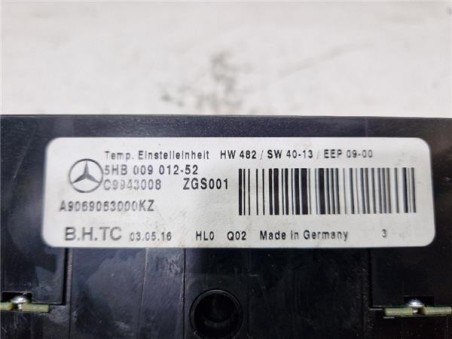 Temp. Einstelleinheit HW 482 / SW 40-13 / EEP 09-00
5HB 009 012-52
C9943008 ZGS001
A9069063000KZ
B.H.TC 03.05.16 HL0 Q02 Made in Germany 3